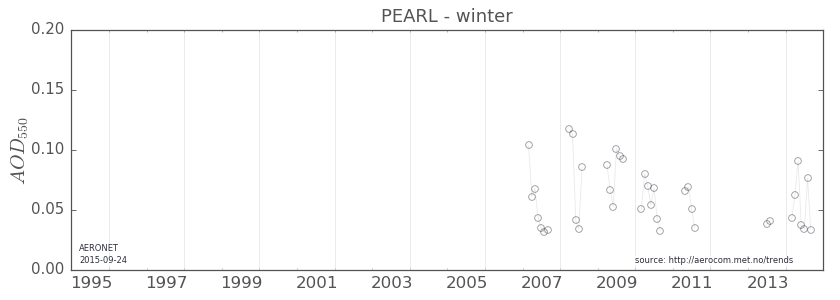 PEARL - winter
0.20
0.15
0.10
0.05
0.00
AOD550
AERONET
2015-09-24
source: http://aerocom.met.no/trends
1995 1997 1999 2001 2003 2005 2007 2009 2011 2013